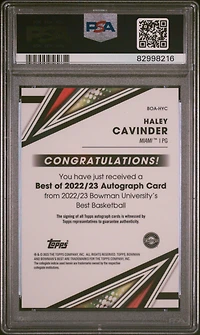 PSA
82998216
BOA-HYC
HALEY
CAVINDER
MIAMI™ | PG
CONGRATULATIONS!
You have just received a
Best of 2022/23 Autograph Card
from 2022/23 Bowman University's
Best Basketball
The signing of all Topps autograph cards is witnessed by
Topps representatives to guarantee authenticity.
Topps